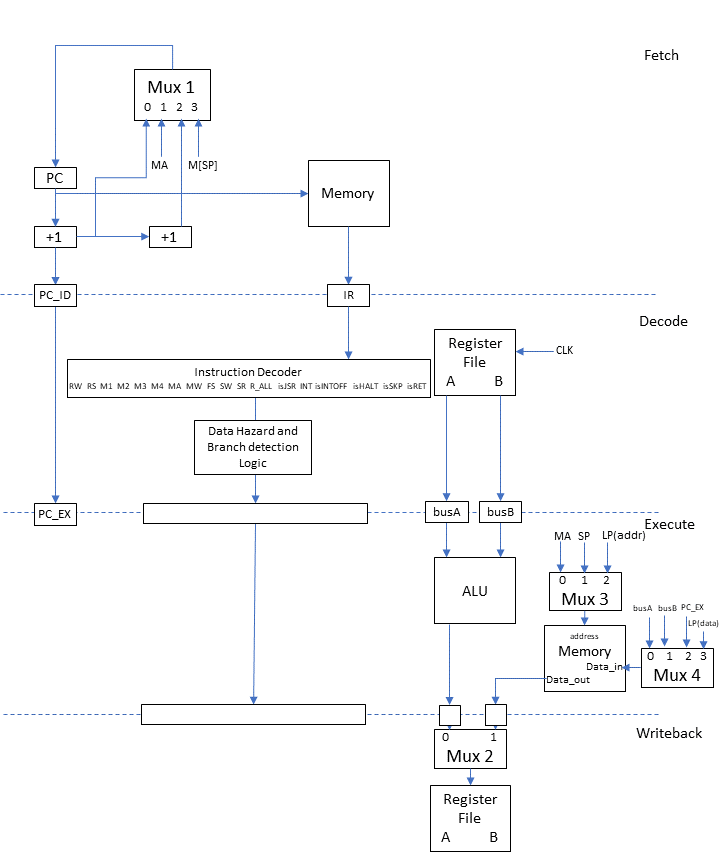 Fetch
Mux 1
0 1 2 3
MA
M[SP]
PC
Memory
+1
+1
PC_ID
IR
Decode
Register
File
A B
CLK
Instruction Decoder
RW RS M1 M2 M3 M4 MA MW FS SW SR R_ALL isJSR INT isINTOFF isHALT isSKP isRET
Data Hazard and
Branch detection
Logic
PC_EX
busA
busB
Execute
MA SP LP(addr)
0 1 2
Mux 3
ALU
busA busB PC_EX
LP(data)
address
Memory
Data_in
Data_out
0 1 2 3
Mux 4
Writeback
0 1
Mux 2
Register
File
A B